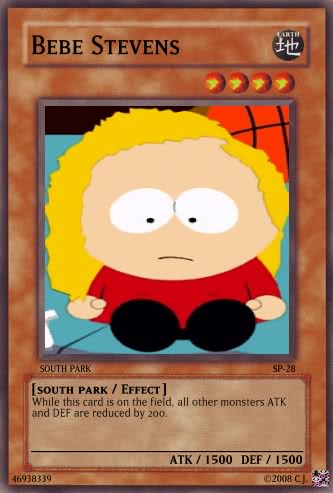 BEBE STEVENS
EARTH
地
SOUTH PARK
SP-28
[SOUTH PARK / EFFECT]
While this card is on the field, all other monsters ATK
and DEF are reduced by 200.
ATK / 1500 DEF / 1500
46938339
©2008 C.J.